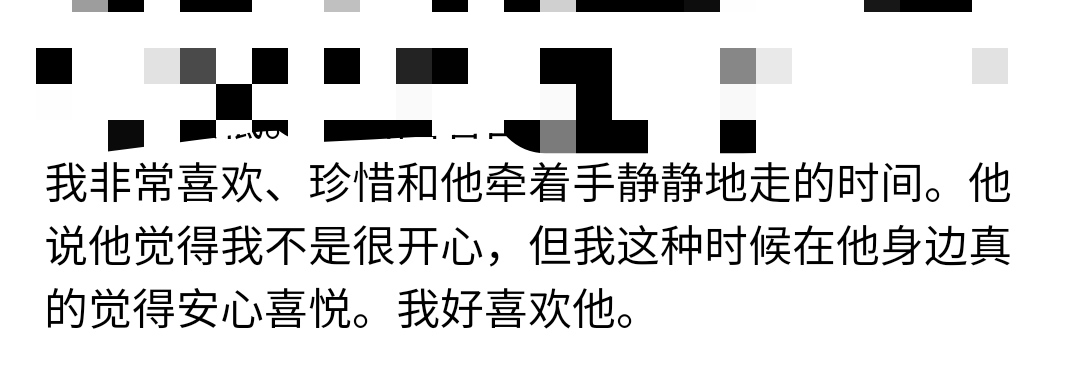 我非常喜欢、珍惜和他牵着手静静地走的时间。他
说他觉得我不是很开心，但我这种时候在他身边真
的觉得安心喜悦。我好喜欢他。